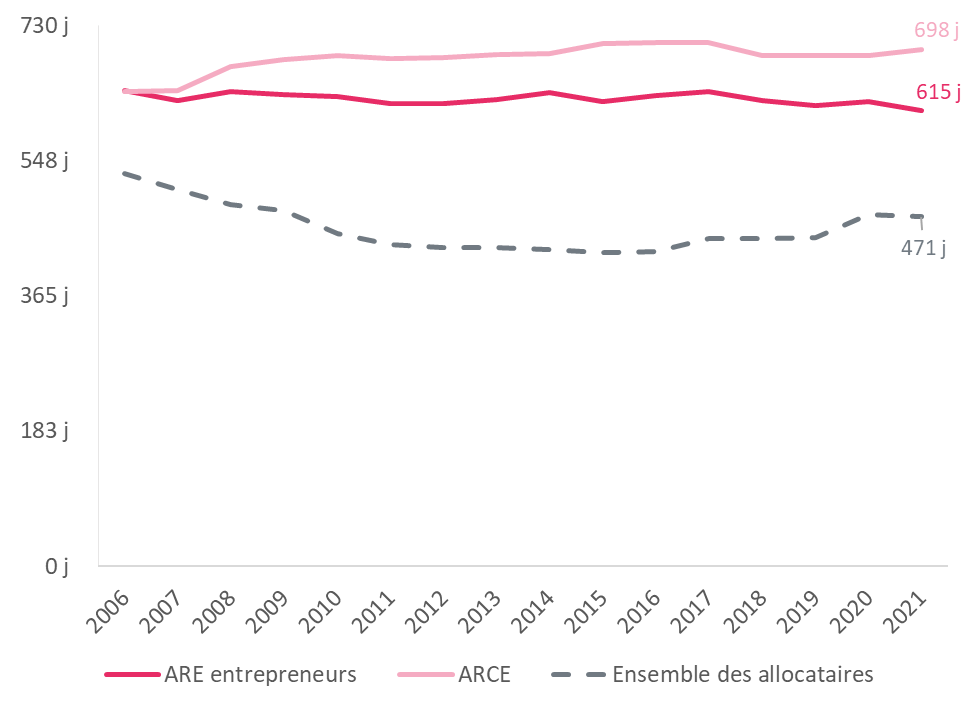 730 j
698 j
615 j
548 j
471 j
365 j
183 j
0 j
2006 2007 2008 2009 2010 2011 2012 2013 2014 2015 2016 2017 2018 2019 2020 2021
ARE entrepreneurs ARCE Ensemble des allocataires